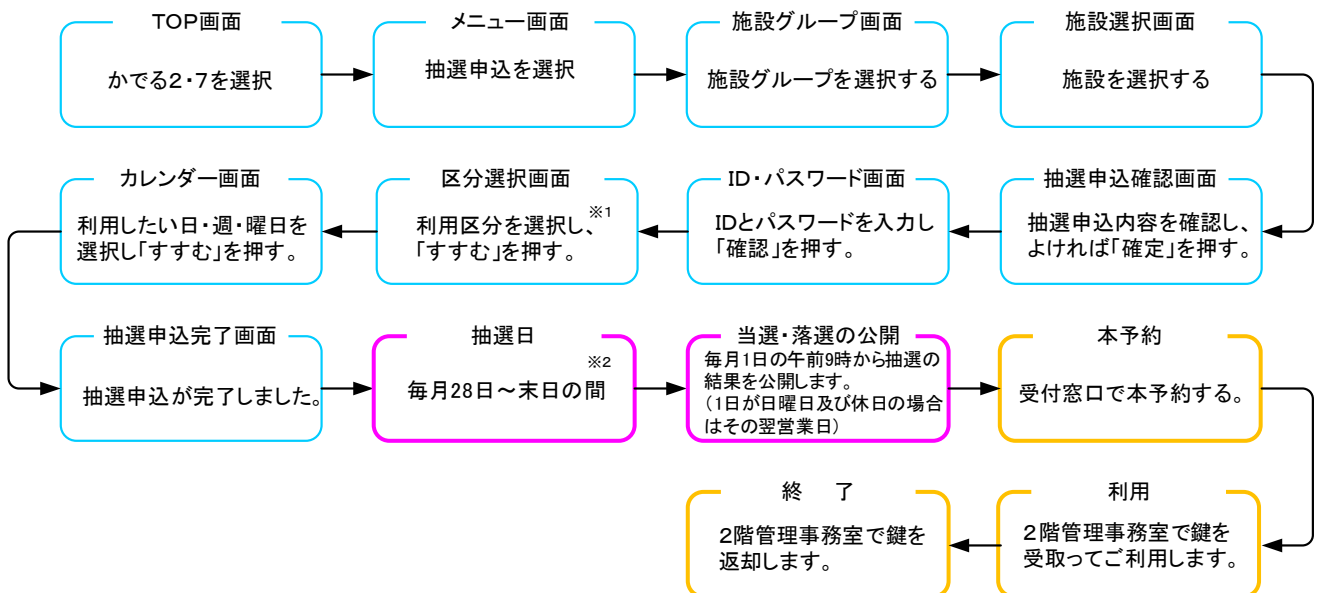 TOP画面
かでる2・7を選択
メニュー画面
抽選申込を選択
施設グループ画面
施設グループを選択する
施設選択画面
施設を選択する
抽選申込確認画面
抽選申込内容を確認し、
よければ「確定」を押す。
ID・パスワード画面
IDとパスワードを入力し
「確認」を押す。
区分選択画面
利用区分を選択し、※1
「すすむ」を押す。
カレンダー画面
利用したい日・週・曜日を
選択し「すすむ」を押す。
抽選申込完了画面
抽選申込が完了しました。
抽選日
※2
毎月28日～末日の間
当選・落選の公開
毎月1日の午前9時から抽選の
結果を公開します。
（1日が日曜日及び休日の場合
はその翌営業日）
本予約
受付窓口で本予約する。
利用
2階管理事務室で鍵を
受取ってご利用します。
終　了
2階管理事務室で鍵を
返却します。